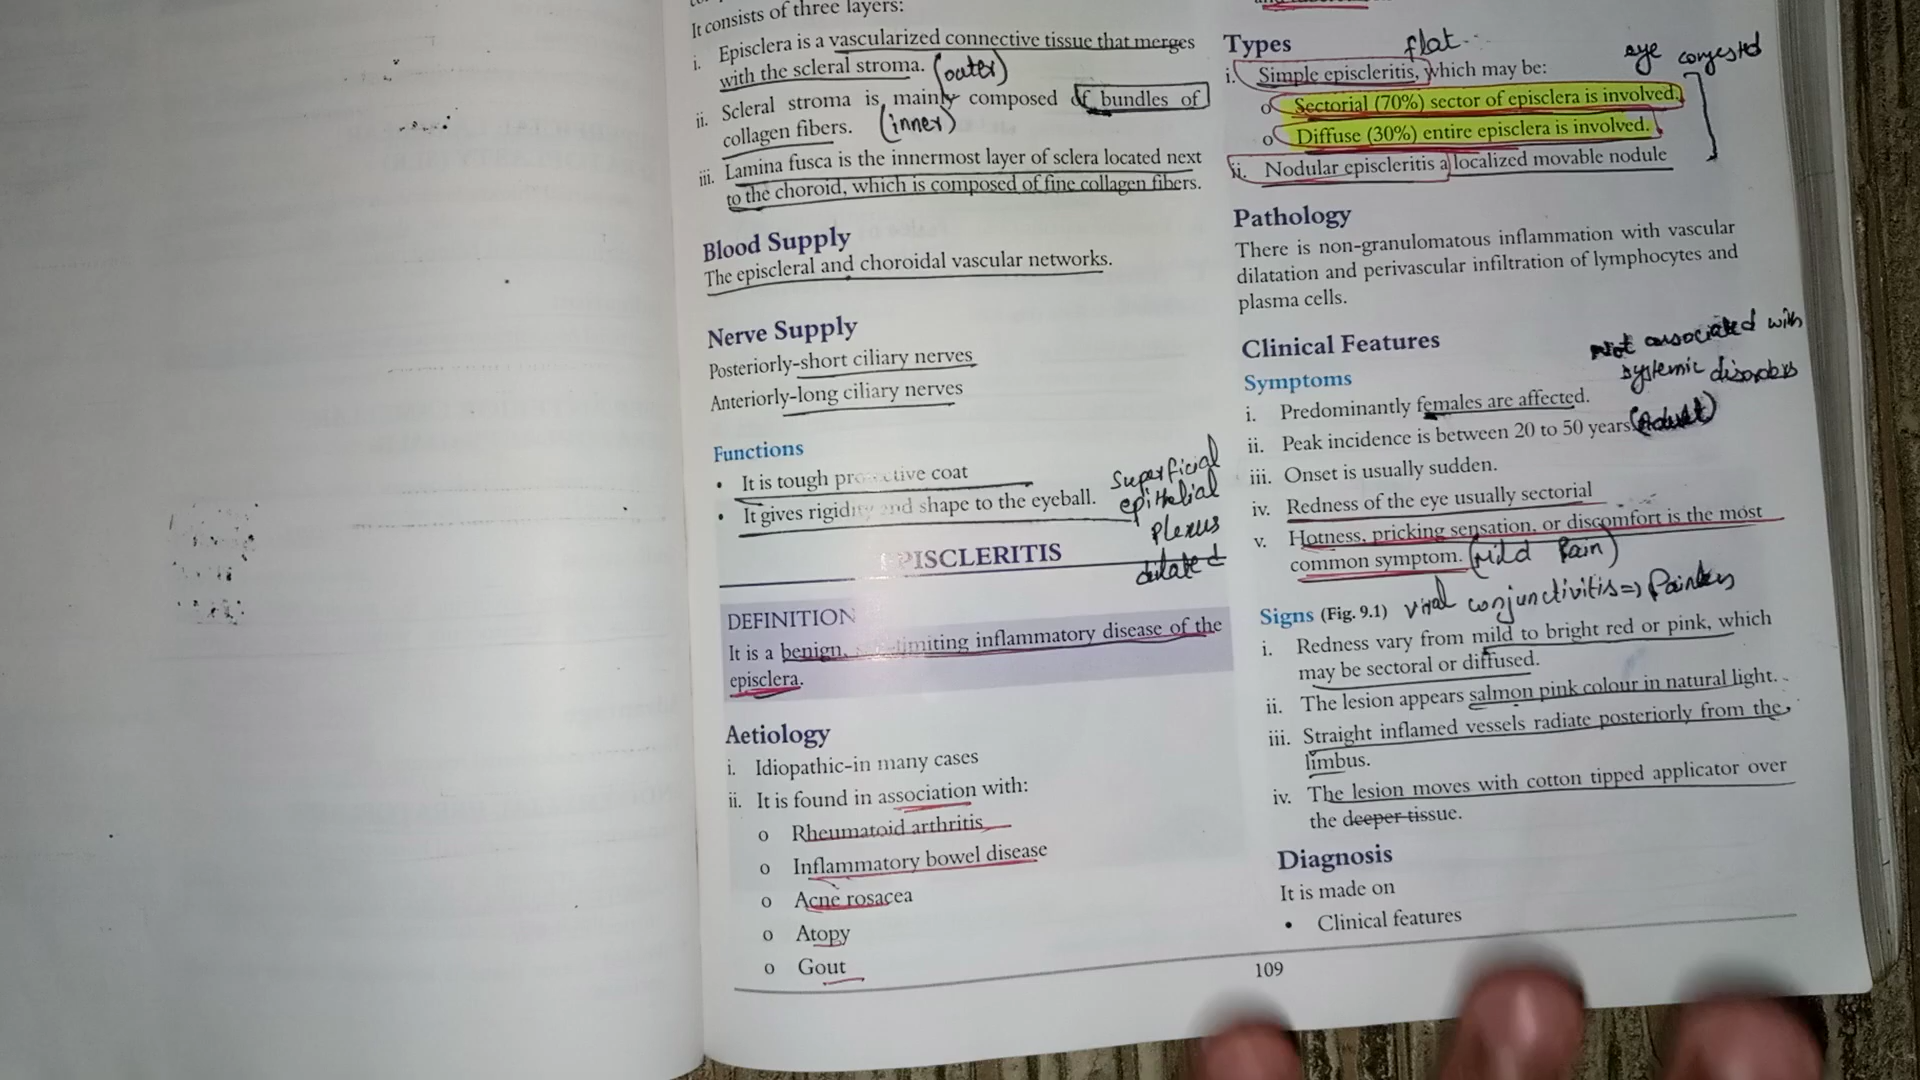 It consists of three layers:
i. Episclera is a vascularized connective tissue that merges
with the scleral stroma. (outer)
ii. Scleral stroma is mainly composed of bundles of
collagen fibers. (inner)
iii. Lamina fusca is the innermost layer of sclera located next
to the choroid, which is composed of fine collagen fibers.
Blood Supply
The episcleral and choroidal vascular networks.
Nerve Supply
Posteriorly-short ciliary nerves
Anteriorly-long ciliary nerves
Functions
• It is tough protective coat
• It gives rigidity and shape to the eyeball.
Superficial
epithelial
plexus
dilated
EPISCLERITIS
DEFINITION
It is a benign, limiting inflammatory disease of the
episclera.
Aetiology
i. Idiopathic-in many cases
ii. It is found in association with:
o Rheumatoid arthritis
o Inflammatory bowel disease
o Acne rosacea
o Atopy
o Gout
Types flat
eye congested
i. Simple episcleritis, which may be:
o Sectorial (70%) sector of episclera is involved.
o Diffuse (30%) entire episclera is involved.
ii. Nodular episcleritis a localized movable nodule
Pathology
There is non-granulomatous inflammation with vascular
dilatation and perivascular infiltration of lymphocytes and
plasma cells.
Clinical Features
Not associated with
systemic disorders
Symptoms
i. Predominantly females are affected.
ii. Peak incidence is between 20 to 50 years (Adult)
iii. Onset is usually sudden.
iv. Redness of the eye usually sectorial
v. Hotness, pricking sensation, or discomfort is the most
common symptom. (Mild Pain)
Signs (Fig. 9.1) viral conjunctivitis =>
i. Redness vary from mild to bright red or pink, which
may be sectoral or diffused.
ii. The lesion appears salmon pink colour in natural light.
iii. Straight inflamed vessels radiate posteriorly from the
limbus.
iv. The lesion moves with cotton tipped applicator over
the deeper tissue.
Diagnosis
It is made on
• Clinical features
109